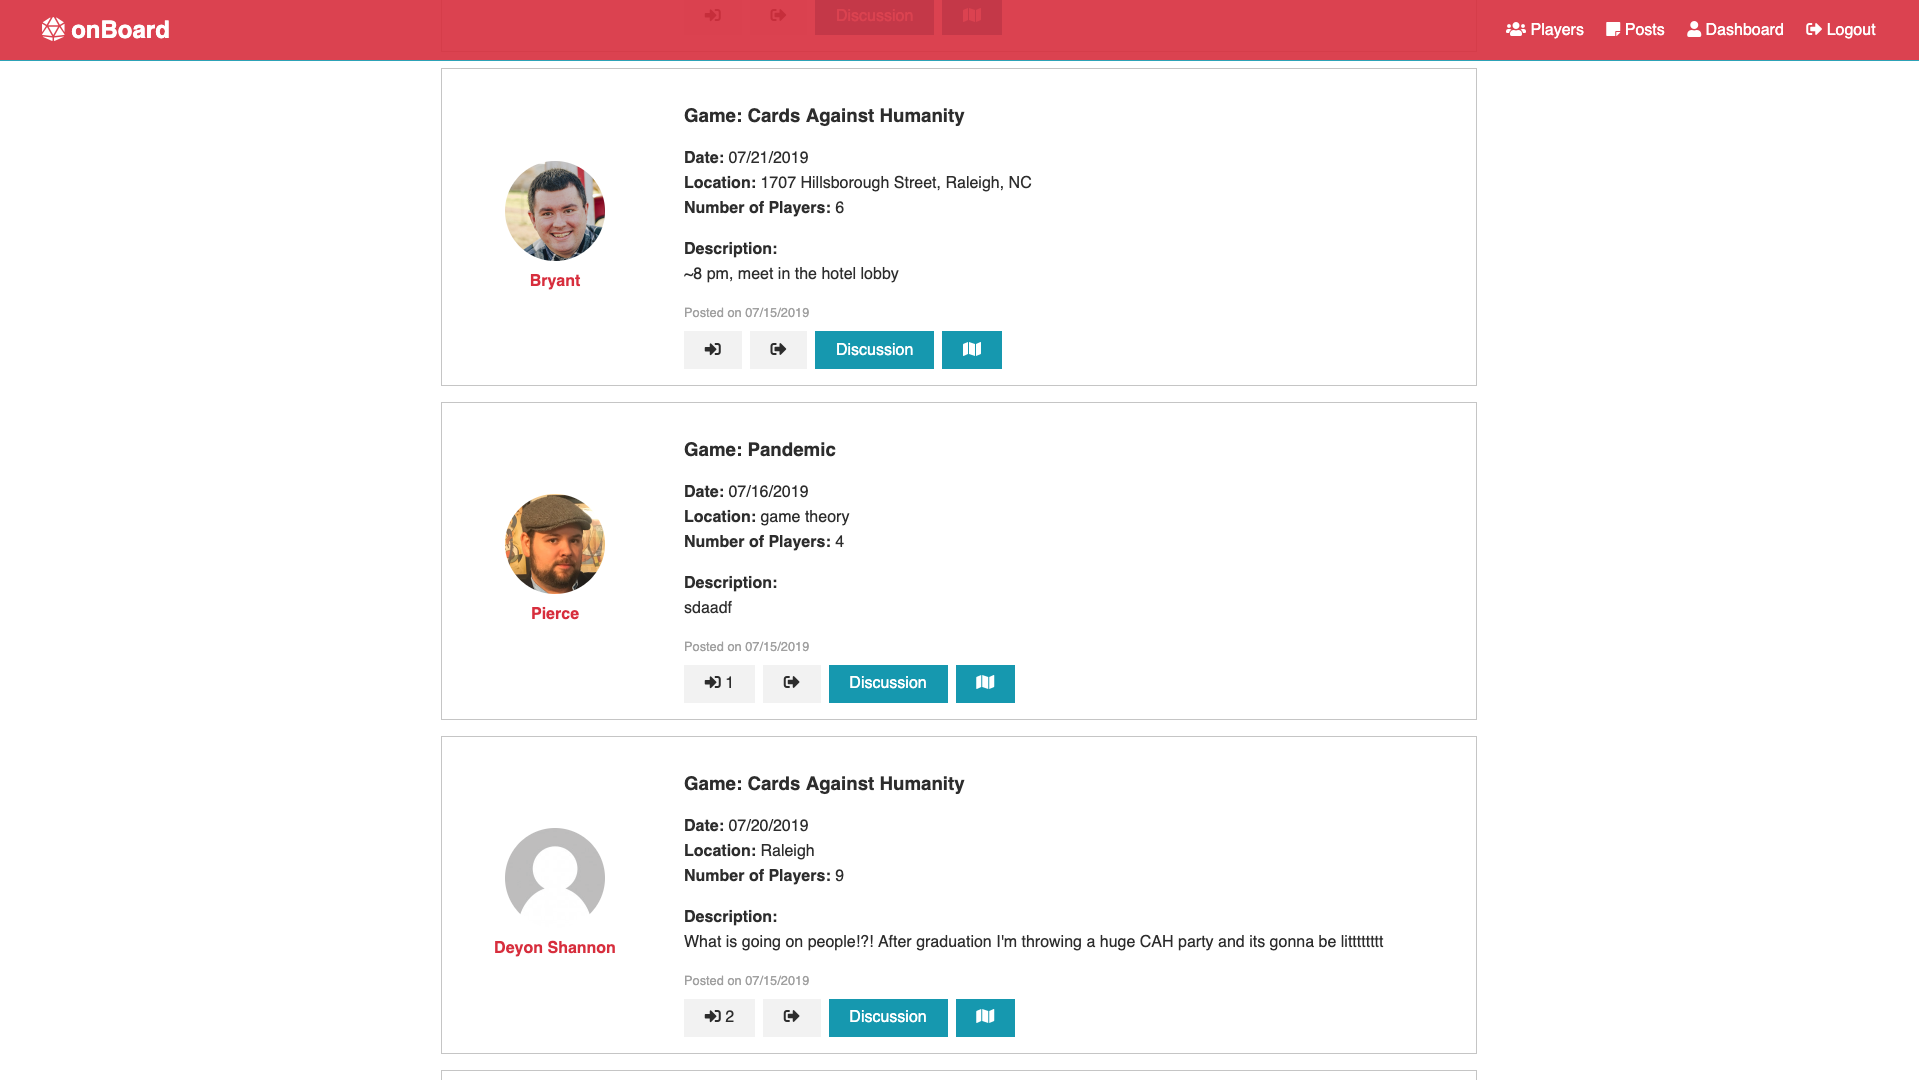 onBoard
Players Posts Dashboard Logout
Discussion
Game: Cards Against Humanity
Date: 07/21/2019
Location: 1707 Hillsborough Street, Raleigh, NC
Number of Players: 6
Description:
~8 pm, meet in the hotel lobby
Bryant
Posted on 07/15/2019
Discussion
Game: Pandemic
Date: 07/16/2019
Location: game theory
Number of Players: 4
Description:
sdaadf
Pierce
Posted on 07/15/2019
1 Discussion
Game: Cards Against Humanity
Date: 07/20/2019
Location: Raleigh
Number of Players: 9
Description:
What is going on people!?! After graduation I'm throwing a huge CAH party and its gonna be litttttttt
Deyon Shannon
Posted on 07/15/2019
2 Discussion